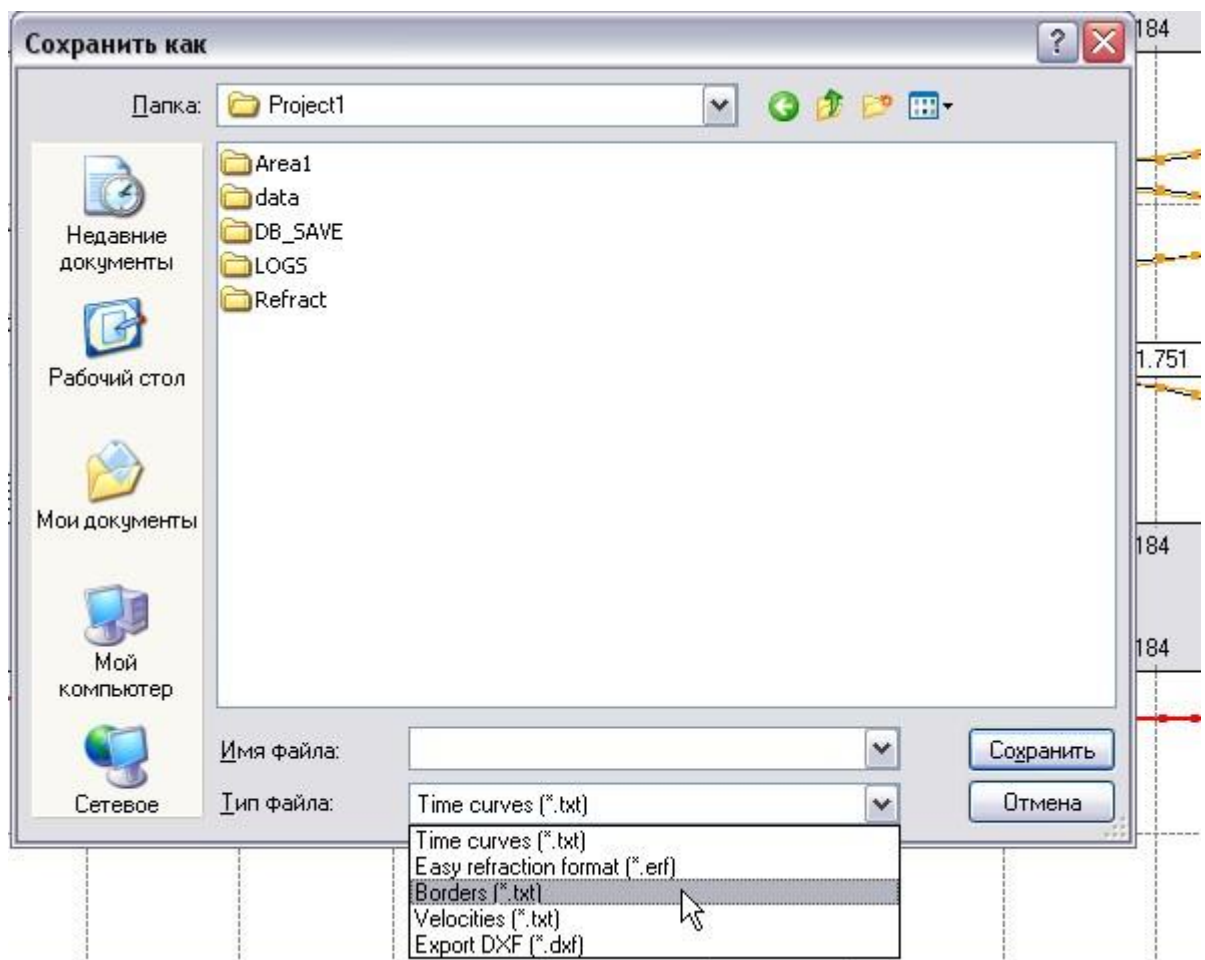 Сохранить как
184
Папка:
Project1
Area1
data
DB_SAVE
LOGS
Refract
Недавние
документы
Рабочий стол
1.751
Мои документы
184
Мой
компьютер
184
Сетевое
Имя файла:
Сохранить
Тип файла:
Time curves (*.txt)
Отмена
Time curves (*.txt)
Easy refraction format (*.erf)
Borders (*.txt)
Velocities (*.txt)
Export DXF (*.dxf)